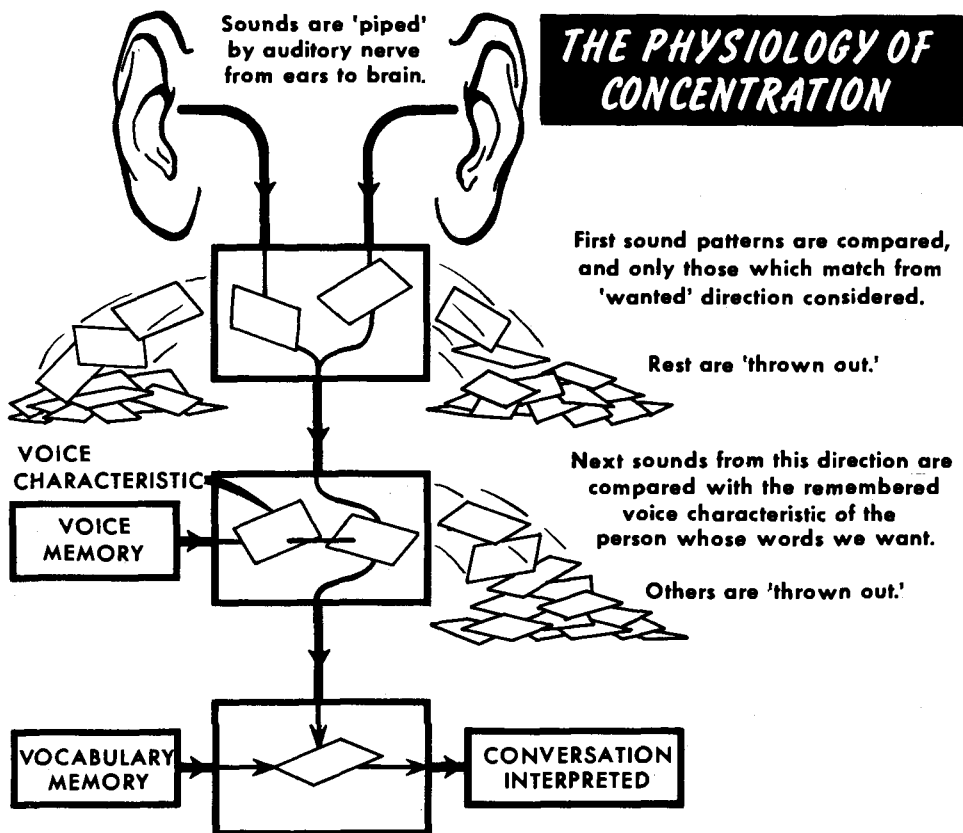 Sounds are 'piped'
by auditory nerve
from ears to brain.
THE PHYSIOLOGY OF
CONCENTRATION
First sound patterns are compared,
and only those which match from
'wanted' direction considered.
Rest are 'thrown out.'
VOICE
CHARACTERISTIC
VOICE
MEMORY
Next sounds from this direction are
compared with the remembered
voice characteristic of the
person whose words we want.
Others are 'thrown out.'
VOCABULARY
MEMORY
CONVERSATION
INTERPRETED